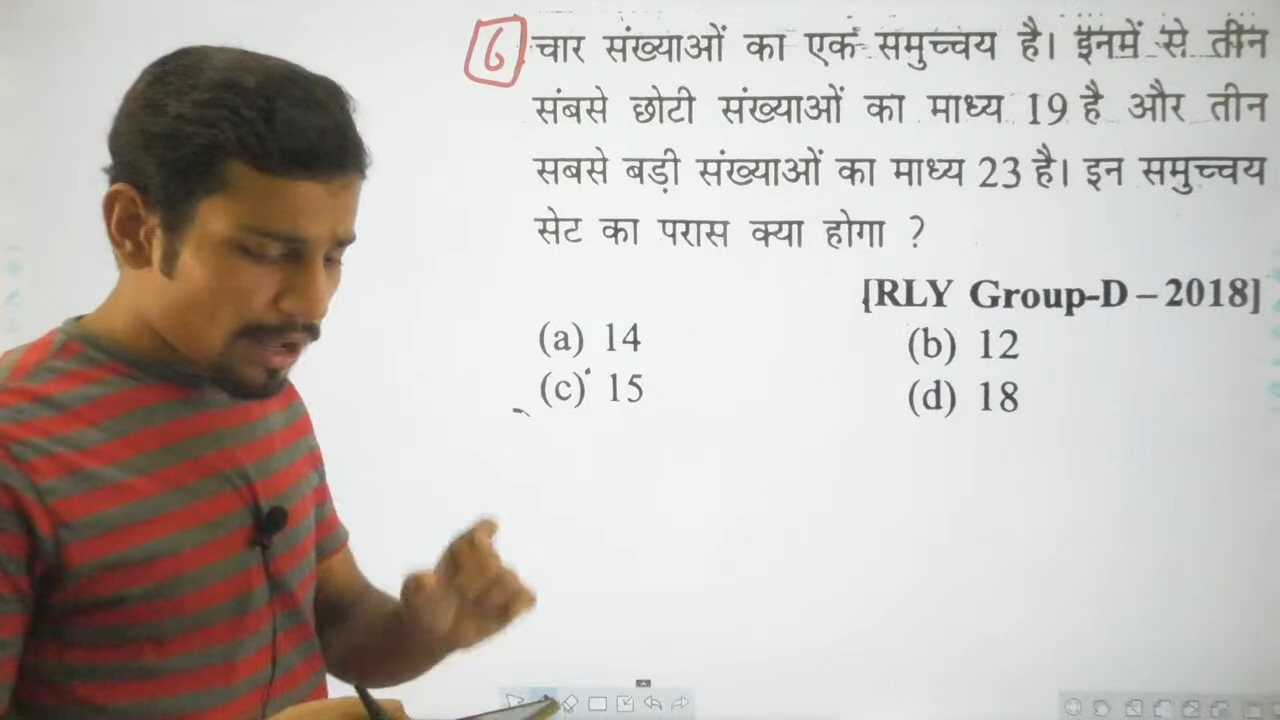 6 चार संख्याओं का एक समुच्चय है। इनमें से तीन
संबसे छोटी संख्याओं का माध्य 19 है और तीन
सबसे बड़ी संख्याओं का माध्य 23 है। इन समुच्चय
सेट का परास क्या होगा ?
[RLY Group-D – 2018]
(a) 14 (b) 12
(c) 15 (d) 18